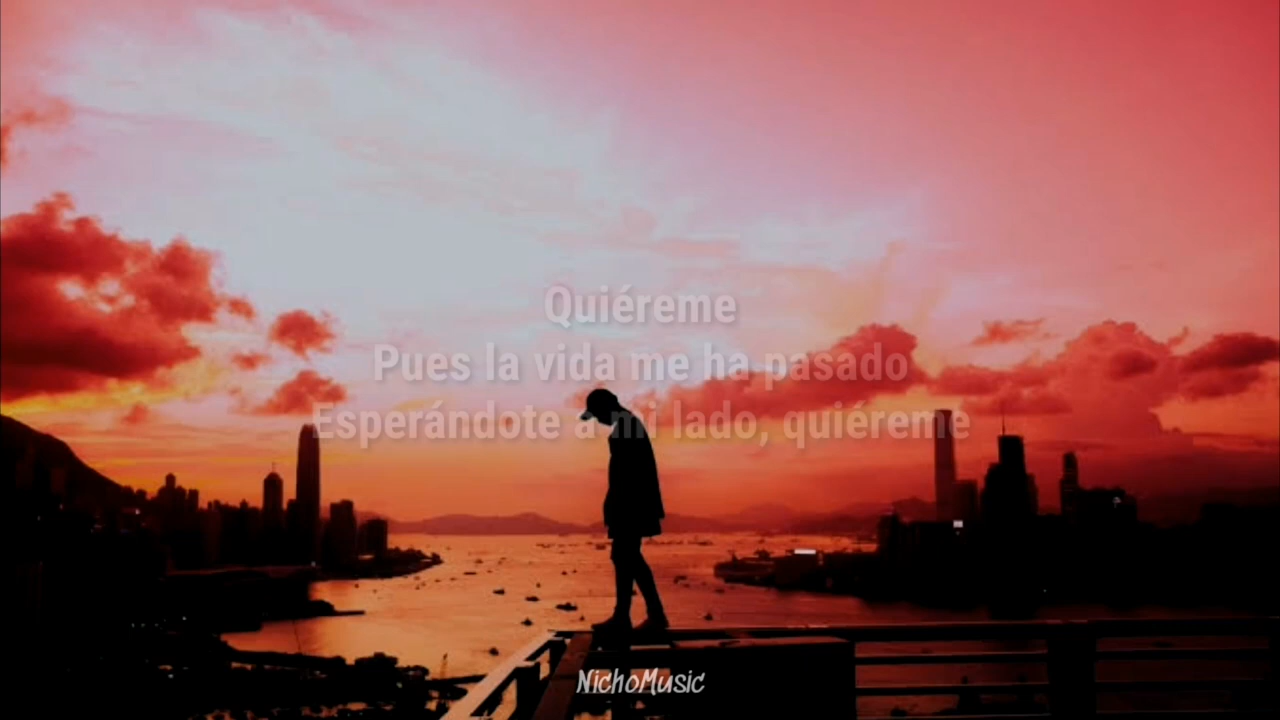 Quiéreme
Pues la vida me ha pasado
Esperándote a mi lado, quiéreme
NichoMusic